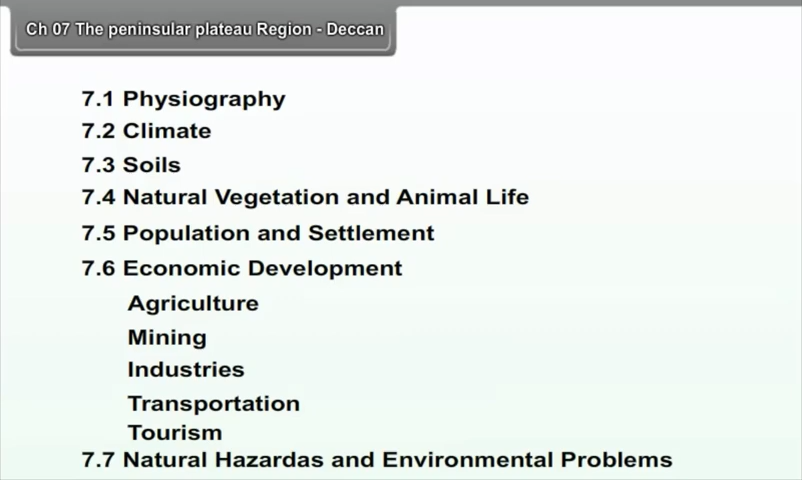 Ch 07 The peninsular plateau Region - Deccan
7.1 Physiography
7.2 Climate
7.3 Soils
7.4 Natural Vegetation and Animal Life
7.5 Population and Settlement
7.6 Economic Development
Agriculture
Mining
Industries
Transportation
Tourism
7.7 Natural Hazardas and Environmental Problems